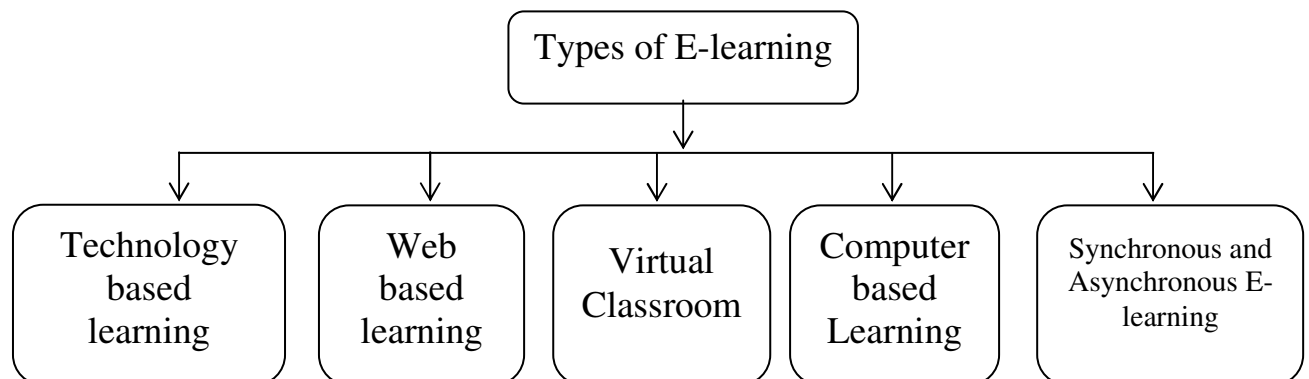 Types of E-learning
Technology
based
learning
Web
based
learning
Virtual
Classroom
Computer
based
Learning
Synchronous and
Asynchronous E-
learning